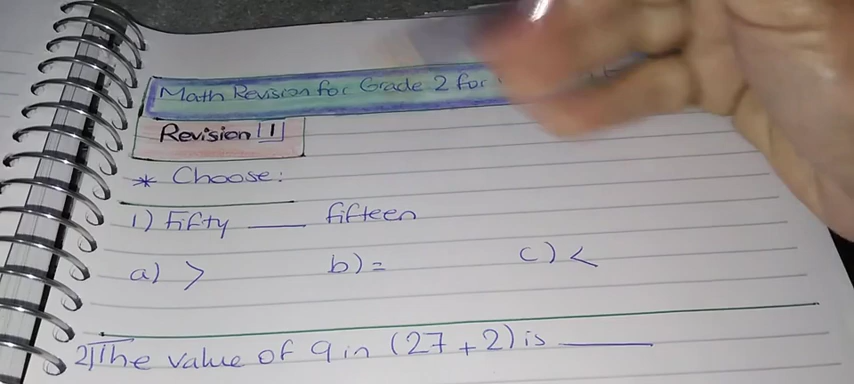 Math Revision for Grade 2 for
Revision 1
* Choose:
1) Fifty ___ fifteen
a) > b) = c) <
2) The value of 9 in (27 + 2) is ___